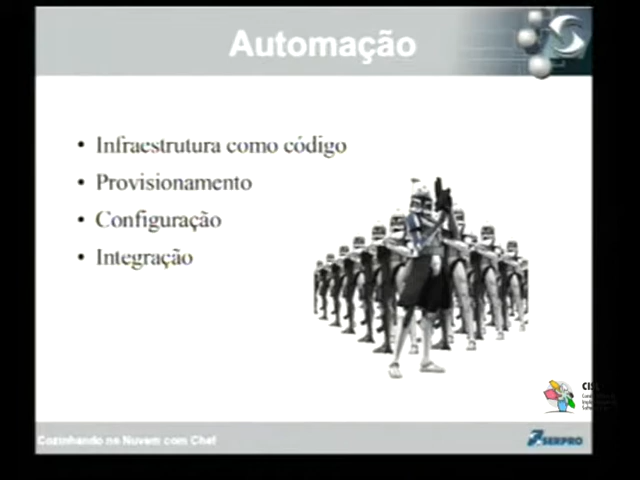 Automação
• Infraestrutura como código
• Provisionamento
• Configuração
• Integração
Cozinhando na Nuvem com Chef
SERPRO